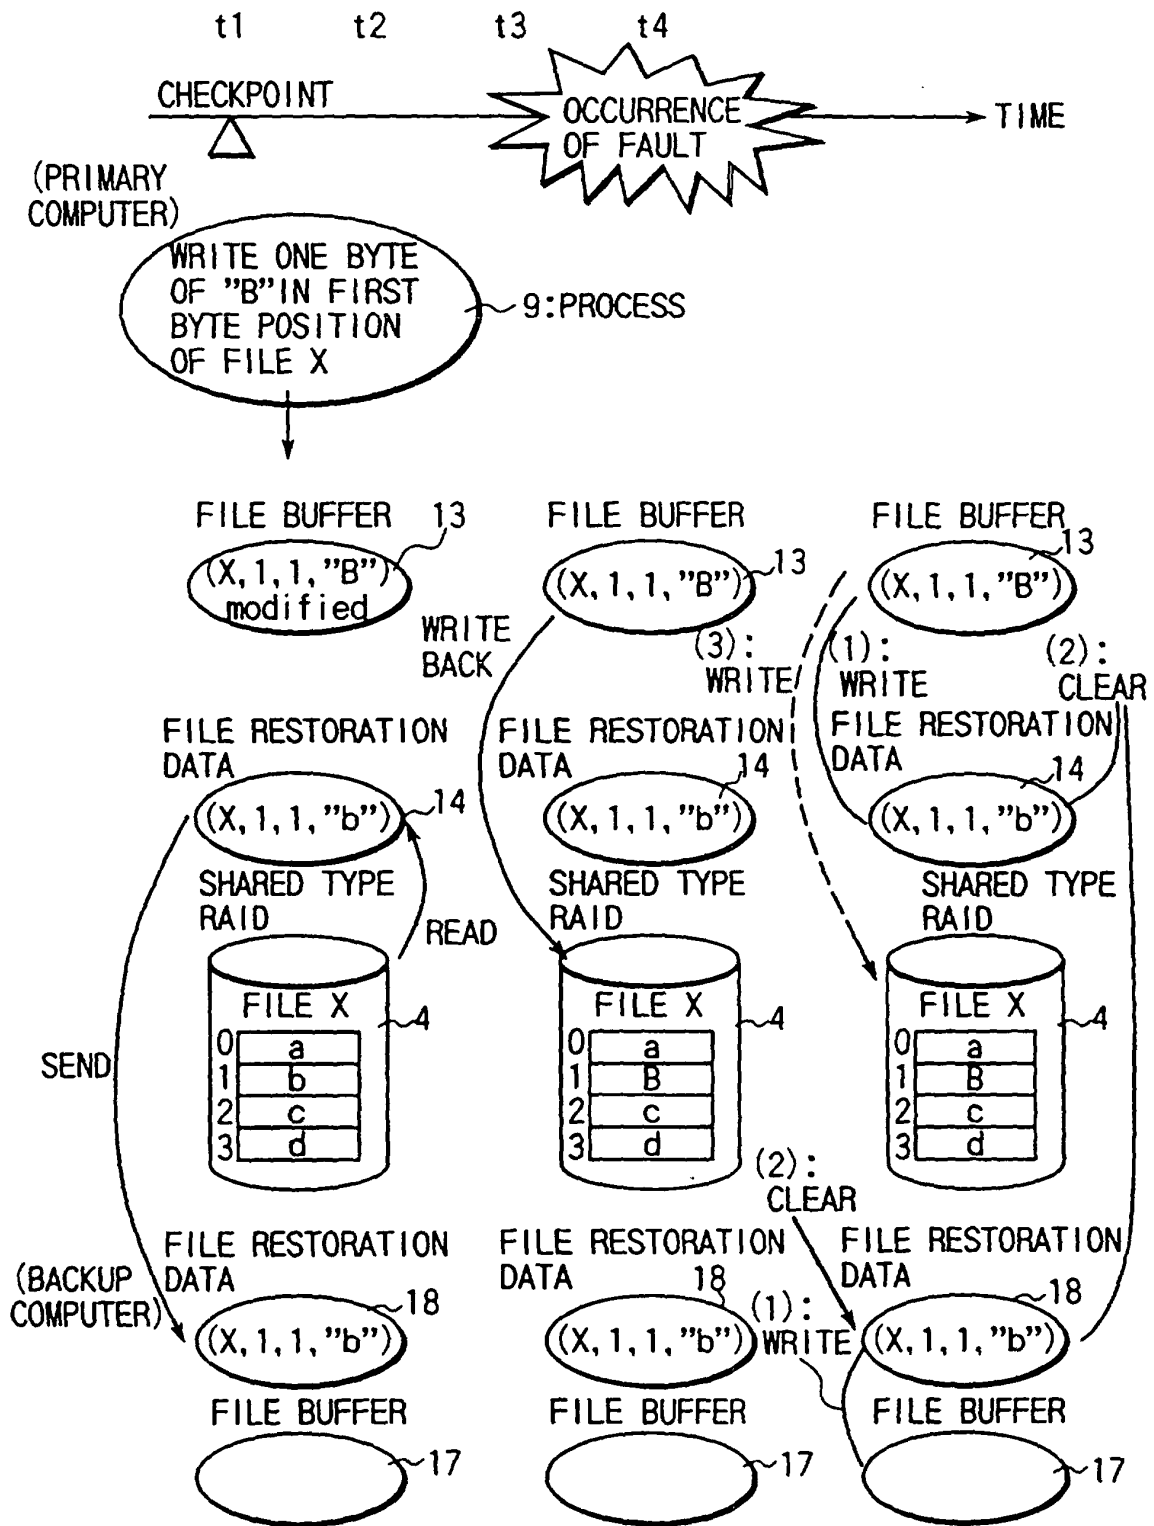 t1 t2 t3 t4
CHECKPOINT
OCCURRENCE
OF FAULT
TIME
(PRIMARY
COMPUTER)
WRITE ONE BYTE
OF "B"IN FIRST
BYTE POSITION
OF FILE X
9:PROCESS
FILE BUFFER 13
(X,1,1,"B")
modified
FILE BUFFER
13
(X,1,1,"B")
FILE BUFFER
13
(X,1,1,"B")
WRITE
BACK
(3):
WRITE
(1):
WRITE
(2):
CLEAR
FILE RESTORATION
DATA
14
(X,1,1,"b")
FILE RESTORATION
DATA
14
(X,1,1,"b")
FILE RESTORATION
DATA
14
(X,1,1,"b")
SHARED TYPE
RAID
READ
SHARED TYPE
RAID
SHARED TYPE
RAID
FILE X
4
0 a
1 b
2 c
3 d
FILE X
4
0 a
1 B
2 c
3 d
FILE X
4
0 a
1 B
2 c
3 d
SEND
(2):
CLEAR
(BACKUP
COMPUTER)
FILE RESTORATION
DATA
18
(X,1,1,"b")
FILE RESTORATION
DATA
18
(X,1,1,"b")
(1):
WRITE
FILE RESTORATION
DATA
18
(X,1,1,"b")
FILE BUFFER
17
FILE BUFFER
17
FILE BUFFER
17